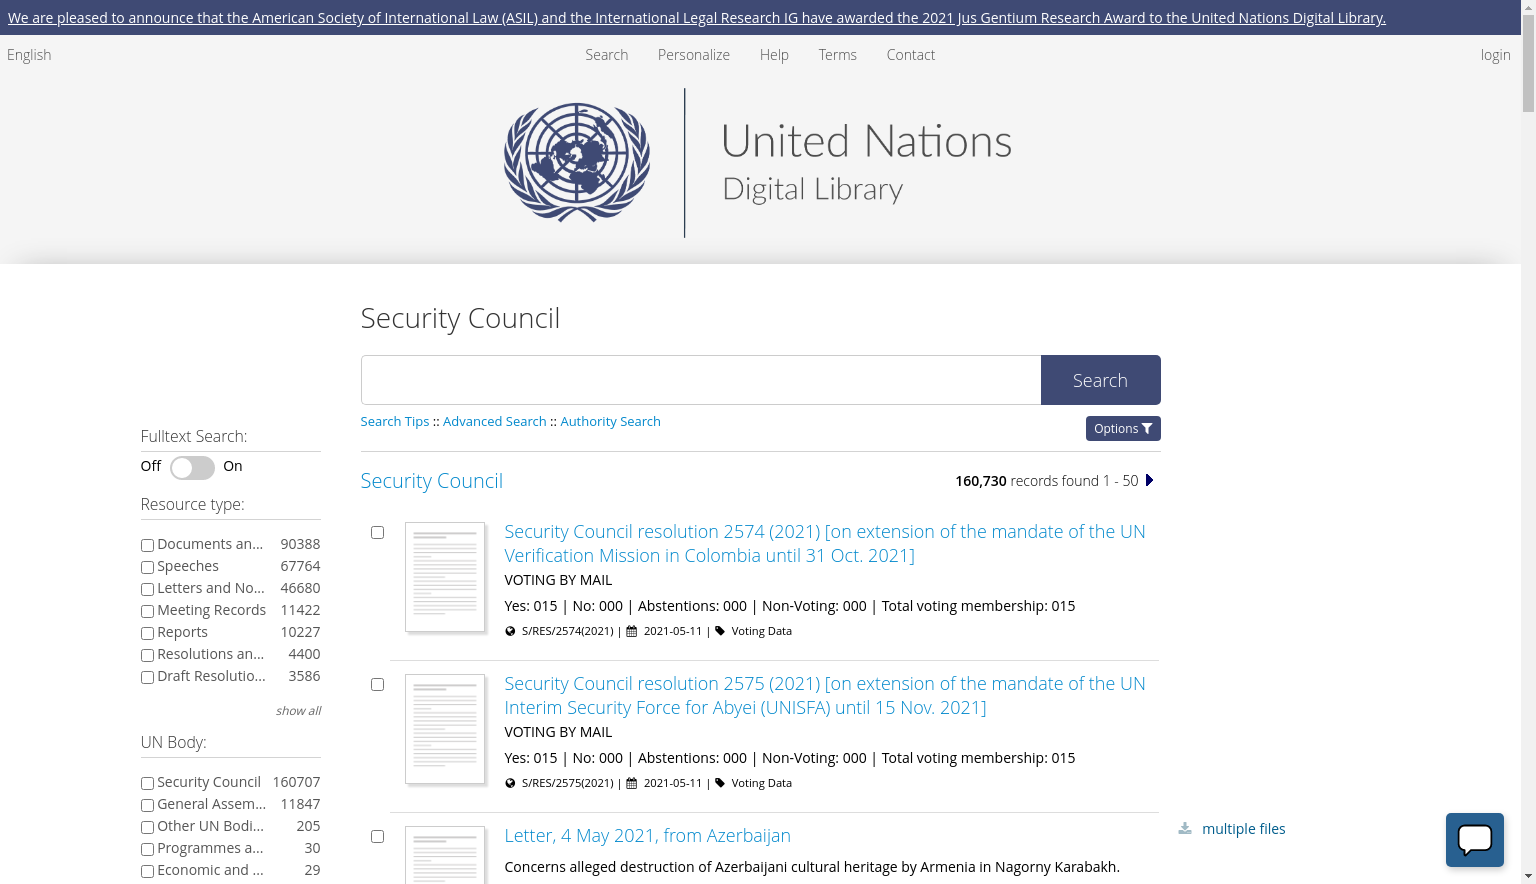 We are pleased to announce that the American Society of International Law (ASIL) and the International Legal Research IG have awarded the 2021 Jus Gentium Research Award to the United Nations Digital Library.
English Search Personalize Help Terms Contact login
United Nations
Digital Library
Security Council
Search
Search Tips :: Advanced Search :: Authority Search
Options
Fulltext Search:
Off On
Resource type:
Documents an... 90388
Speeches 67764
Letters and No... 46680
Meeting Records 11422
Reports 10227
Resolutions an... 4400
Draft Resolutio... 3586
show all
UN Body:
Security Council 160707
General Assem... 11847
Other UN Bodi... 205
Programmes a... 30
Economic and ... 29
Security Council 160,730 records found 1 - 50
Security Council resolution 2574 (2021) [on extension of the mandate of the UN
Verification Mission in Colombia until 31 Oct. 2021]
VOTING BY MAIL
Yes: 015 | No: 000 | Abstentions: 000 | Non-Voting: 000 | Total voting membership: 015
S/RES/2574(2021) | 2021-05-11 | Voting Data
Security Council resolution 2575 (2021) [on extension of the mandate of the UN
Interim Security Force for Abyei (UNISFA) until 15 Nov. 2021]
VOTING BY MAIL
Yes: 015 | No: 000 | Abstentions: 000 | Non-Voting: 000 | Total voting membership: 015
S/RES/2575(2021) | 2021-05-11 | Voting Data
Letter, 4 May 2021, from Azerbaijan
Concerns alleged destruction of Azerbaijani cultural heritage by Armenia in Nagorny Karabakh.
multiple files